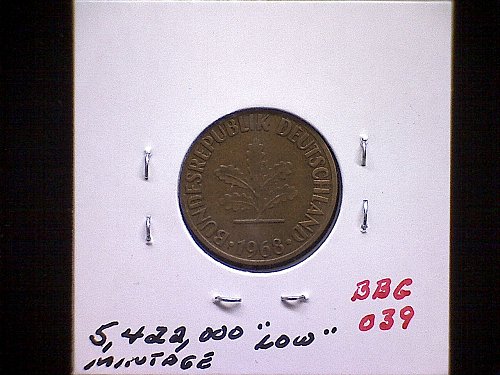 BUNDESREPUBLIK DEUTSCHLAND
· 1968 ·
BBG
039
5,422,000 "LOW"
MINTAGE